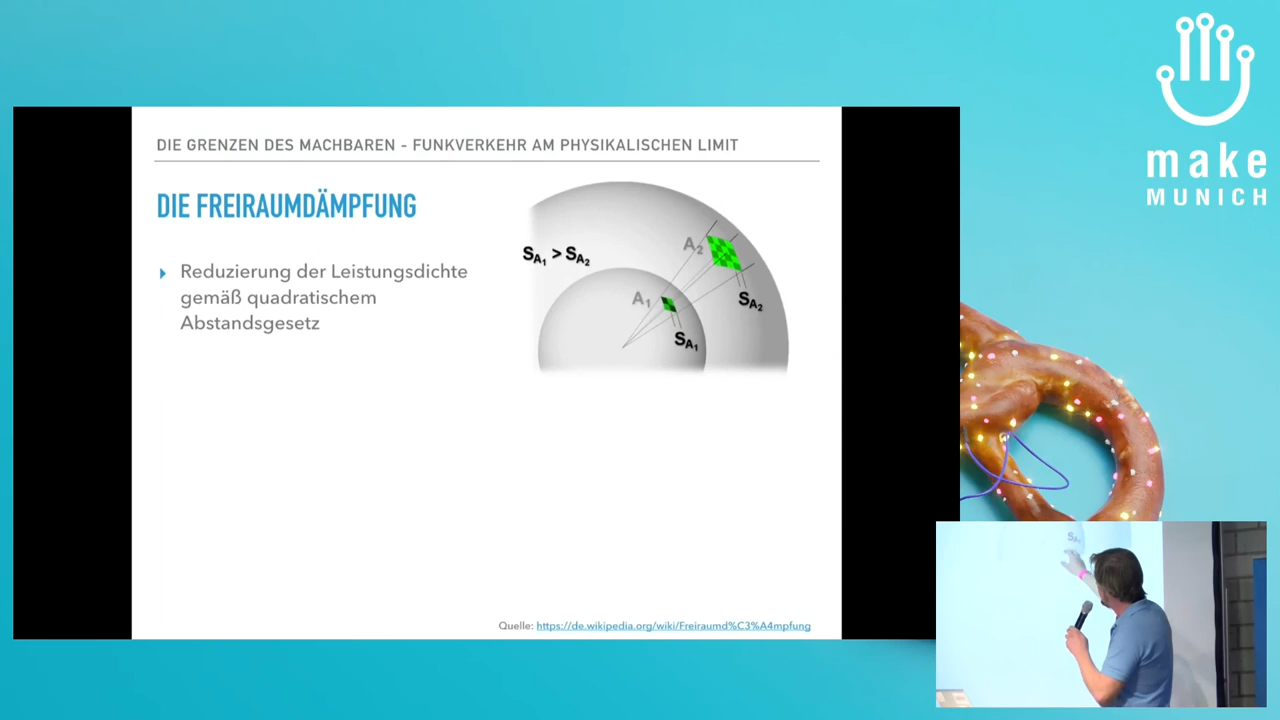 make
MUNICH
DIE GRENZEN DES MACHBAREN - FUNKVERKEHR AM PHYSIKALISCHEN LIMIT
DIE FREIRAUMDÄMPFUNG
Reduzierung der Leistungsdichte
gemäß quadratischem
Abstandsgesetz
SA1 > SA2
A2
SA2
A1
SA1
Quelle: https://de.wikipedia.org/wiki/Freiraumd%C3%A4mpfung